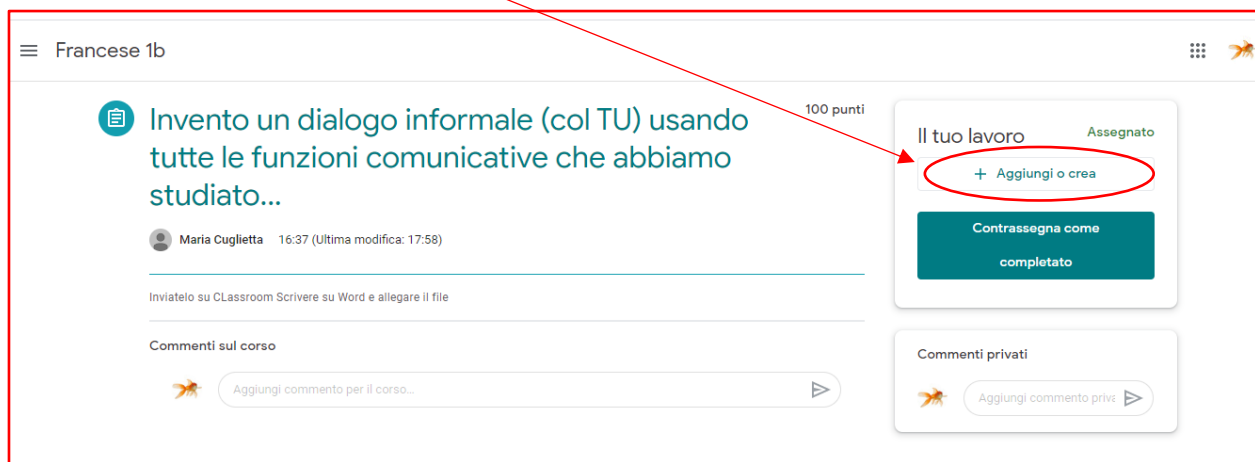 Francese 1b
Invento un dialogo informale (col TU) usando
tutte le funzioni comunicative che abbiamo
studiato...
100 punti
Maria Cuglietta 16:37 (Ultima modifica: 17:58)
Inviatelo su CLassroom Scrivere su Word e allegare il file
Commenti sul corso
Aggiungi commento per il corso...
Il tuo lavoro
Assegnato
+ Aggiungi o crea
Contrassegna come
completato
Commenti privati
Aggiungi commento priva